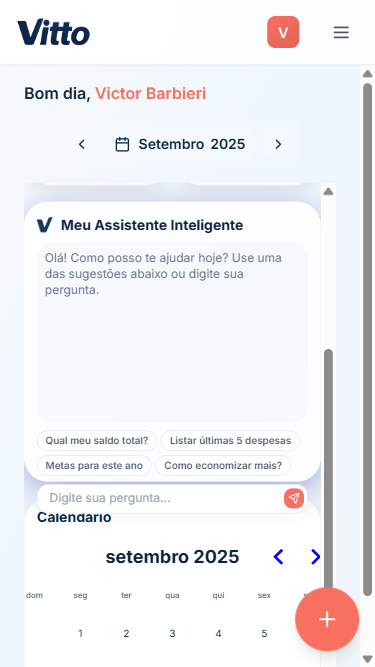 Vitto
V
Bom dia, Victor Barbieri
Setembro 2025
Meu Assistente Inteligente
Olá! Como posso te ajudar hoje? Use uma
das sugestões abaixo ou digite sua
pergunta.
Qual meu saldo total? Listar últimas 5 despesas
Metas para este ano Como economizar mais?
Digite sua pergunta...
Calendário
setembro 2025
dom seg ter qua qui sex
1 2 3 4 5